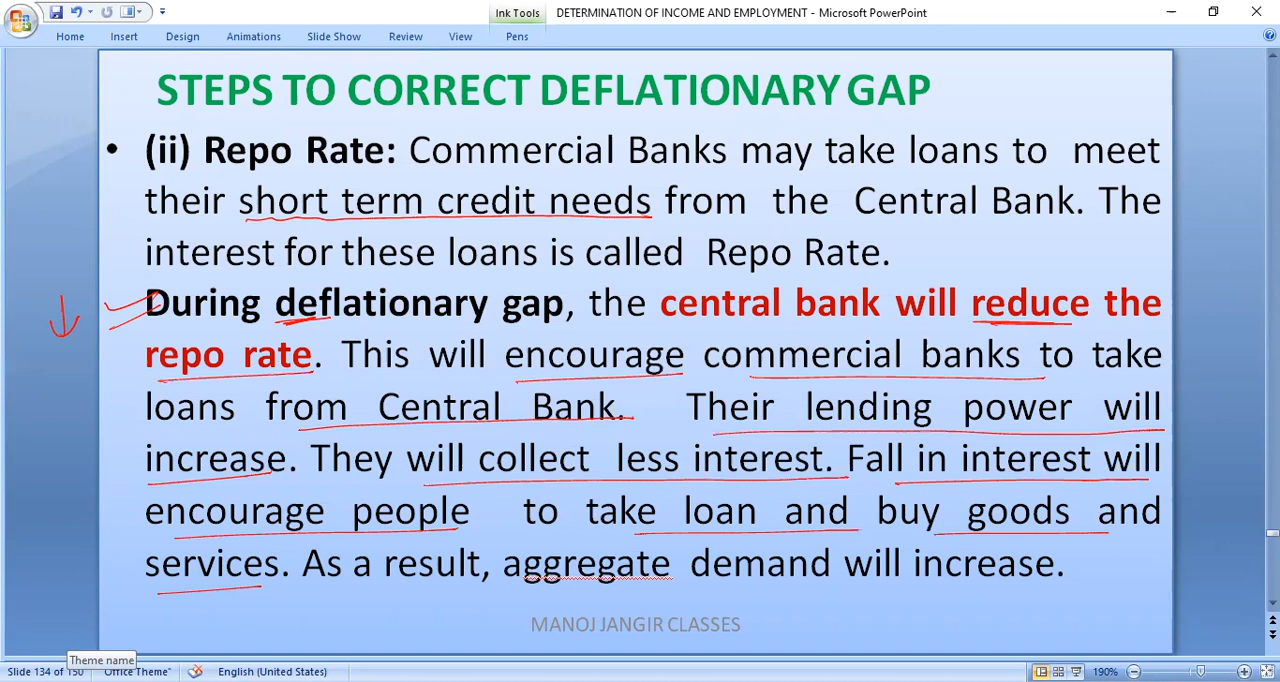 Ink Tools
DETERMINATION OF INCOME AND EMPLOYMENT - Microsoft PowerPoint
Home Insert Design Animations Slide Show Review View Pens
STEPS TO CORRECT DEFLATIONARY GAP
• (ii) Repo Rate: Commercial Banks may take loans to meet
their short term credit needs from the Central Bank. The
interest for these loans is called Repo Rate.
During deflationary gap, the central bank will reduce the
repo rate. This will encourage commercial banks to take
loans from Central Bank. Their lending power will
increase. They will collect less interest. Fall in interest will
encourage people to take loan and buy goods and
services. As a result, aggregate demand will increase.
MANOJ JANGIR CLASSES
Theme name
Slide 134 of 150 "Office Theme" English (United States) 190%